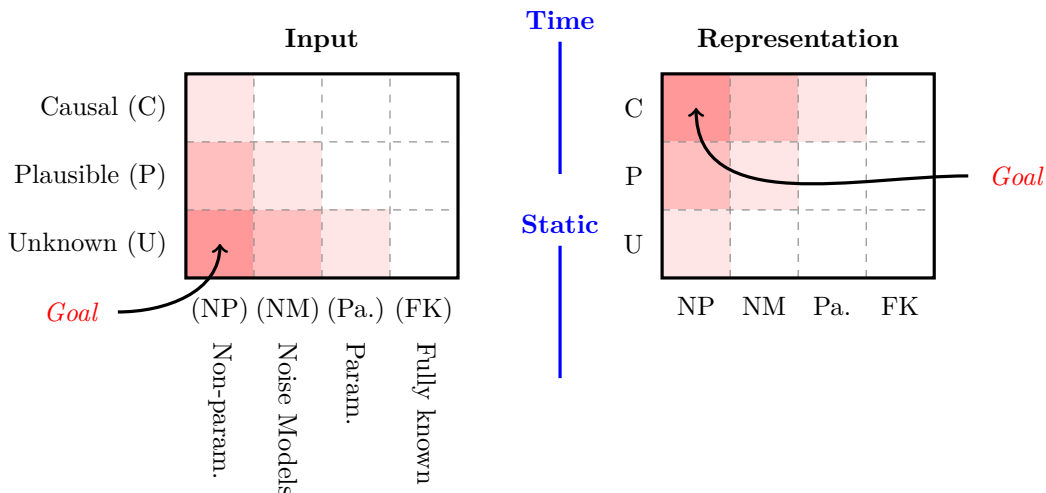 Time
Input
Representation
Causal (C)
Plausible (P)
Unknown (U)
Goal
(NP) (NM) (Pa.) (FK)
Non-param.
Noise Models
Param.
Fully known
Static
C
P
U
Goal
NP NM Pa. FK